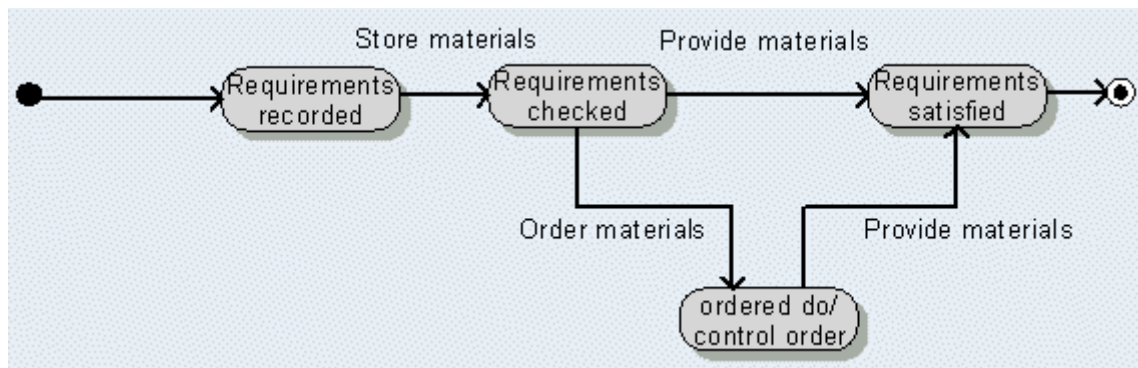 Store materials
Provide materials
Requirements
recorded
Requirements
checked
Requirements
satisfied
Order materials
Provide materials
ordered do/
control order